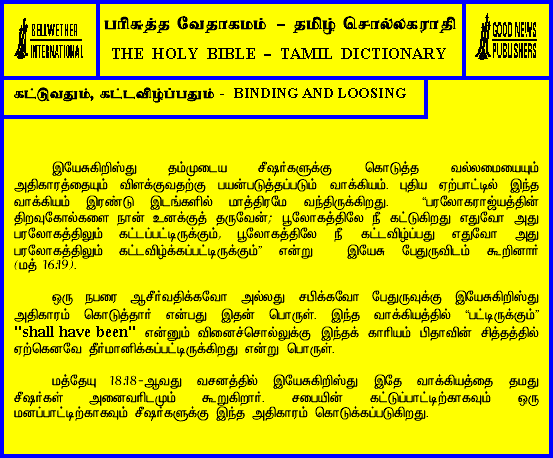 BELLWETHER
INTERNATIONAL
பரிசுத்த வேதாகமம் – தமிழ் சொல்லகராதி
THE HOLY BIBLE – TAMIL DICTIONARY
GOOD NEWS
PUBLISHERS
கட்டுவதும், கட்டவிழ்ப்பதும் - BINDING AND LOOSING
இயேசுகிறிஸ்து தம்முடைய சீஷர்களுக்கு கொடுத்த வல்லமையையும்
அதிகாரத்தையும் விளக்குவதற்கு பயன்படுத்தப்படும் வாக்கியம். புதிய ஏற்பாட்டில் இந்த
வாக்கியம் இரண்டு இடங்களில் மாத்திரமே வந்திருக்கிறது. “பரலோகராஜ்யத்தின்
திறவுகோல்களை நான் உனக்குத் தருவேன்; பூலோகத்திலே நீ கட்டுகிறது எதுவோ அது
பரலோகத்திலும் கட்டப்பட்டிருக்கும், பூலோகத்திலே நீ கட்டவிழ்ப்பது எதுவோ அது
பரலோகத்திலும் கட்டவிழ்க்கப்பட்டிருக்கும்” என்று இயேசு பேதுருவிடம் கூறினார்
(மத் 16:19).
ஒரு நபரை ஆசீர்வதிக்கவோ அல்லது சபிக்கவோ பேதுருவுக்கு இயேசுகிறிஸ்து
அதிகாரம் கொடுத்தார் என்பது இதன் பொருள். இந்த வாக்கியத்தில் “பட்டிருக்கும்”
"shall have been" என்னும் வினைச்சொல்லுக்கு இந்தக் காரியம் பிதாவின் சித்தத்தில்
ஏற்கெனவே தீர்மானிக்கப்பட்டிருக்கிறது என்று பொருள்.
மத்தேயு 18:18-ஆவது வசனத்தில் இயேசுகிறிஸ்து இதே வாக்கியத்தை தமது
சீஷர்கள் அனைவரிடமும் கூறுகிறார். சபையின் கட்டுப்பாட்டிற்காகவும் ஒரு
மனப்பாட்டிற்காகவும் சீஷர்களுக்கு இந்த அதிகாரம் கொடுக்கப்படுகிறது.